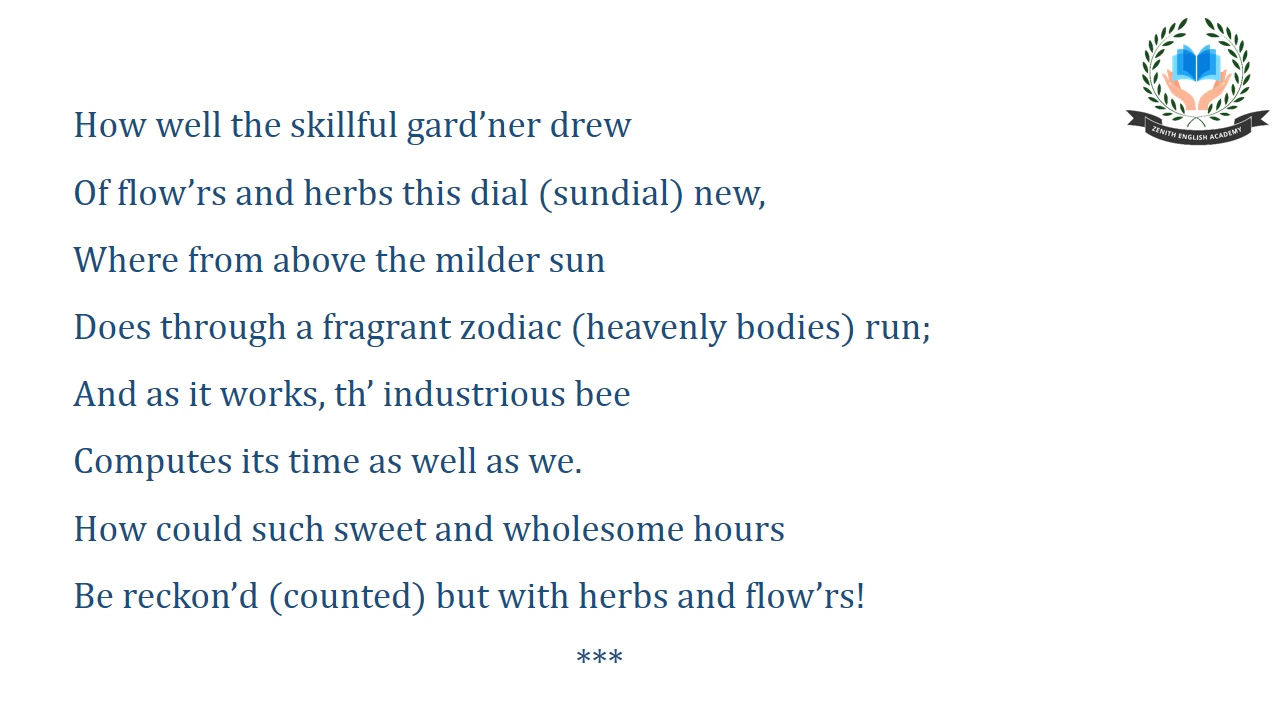 ZENITH ENGLISH ACADEMY
How well the skillful gard’ner drew
Of flow’rs and herbs this dial (sundial) new,
Where from above the milder sun
Does through a fragrant zodiac (heavenly bodies) run;
And as it works, th’ industrious bee
Computes its time as well as we.
How could such sweet and wholesome hours
Be reckon’d (counted) but with herbs and flow’rs!
***